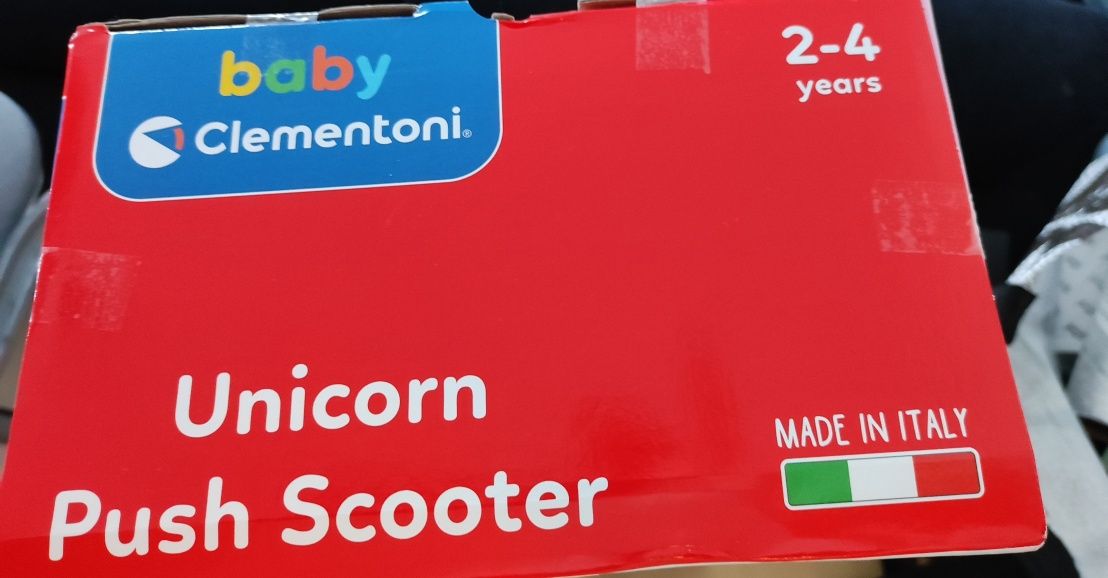 baby
Clementoni®
2-4
years
Unicorn
Push Scooter
MADE IN ITALY